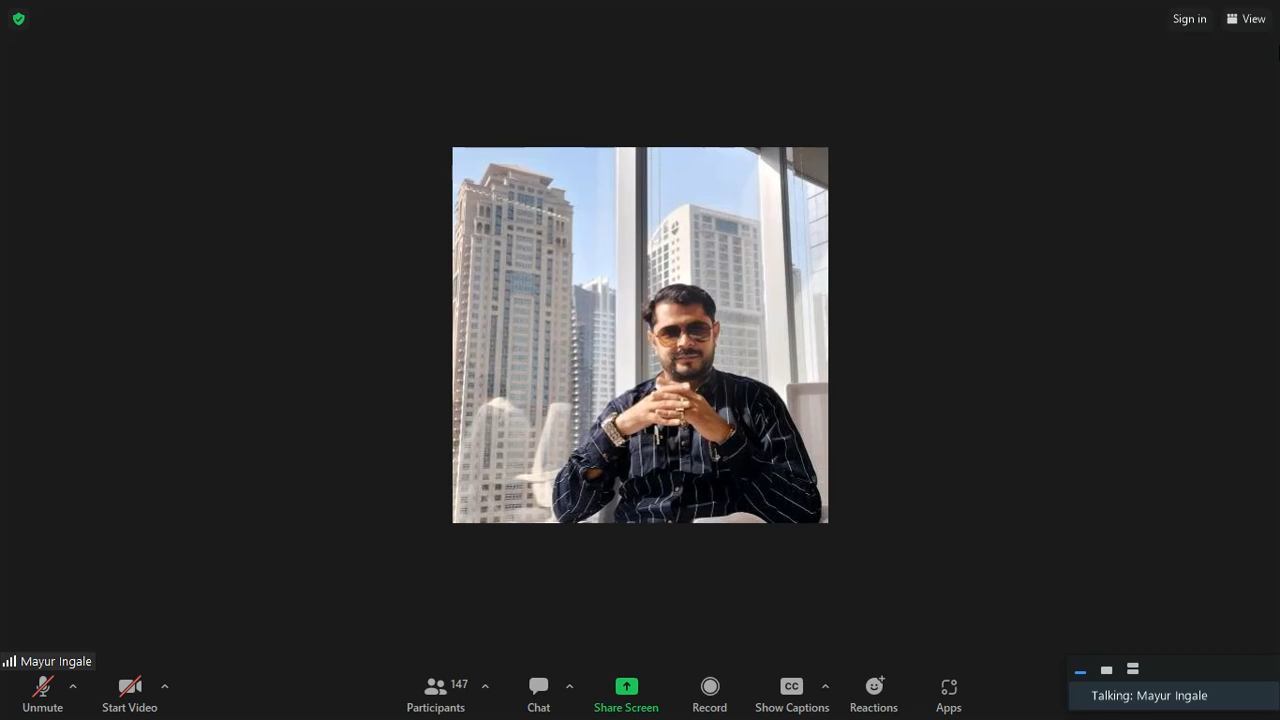 Sign in
View
Mayur Ingale
Unmute
Start Video
147
Participants
Chat
Share Screen
Record
CC
Show Captions
Reactions
Apps
Talking: Mayur Ingale